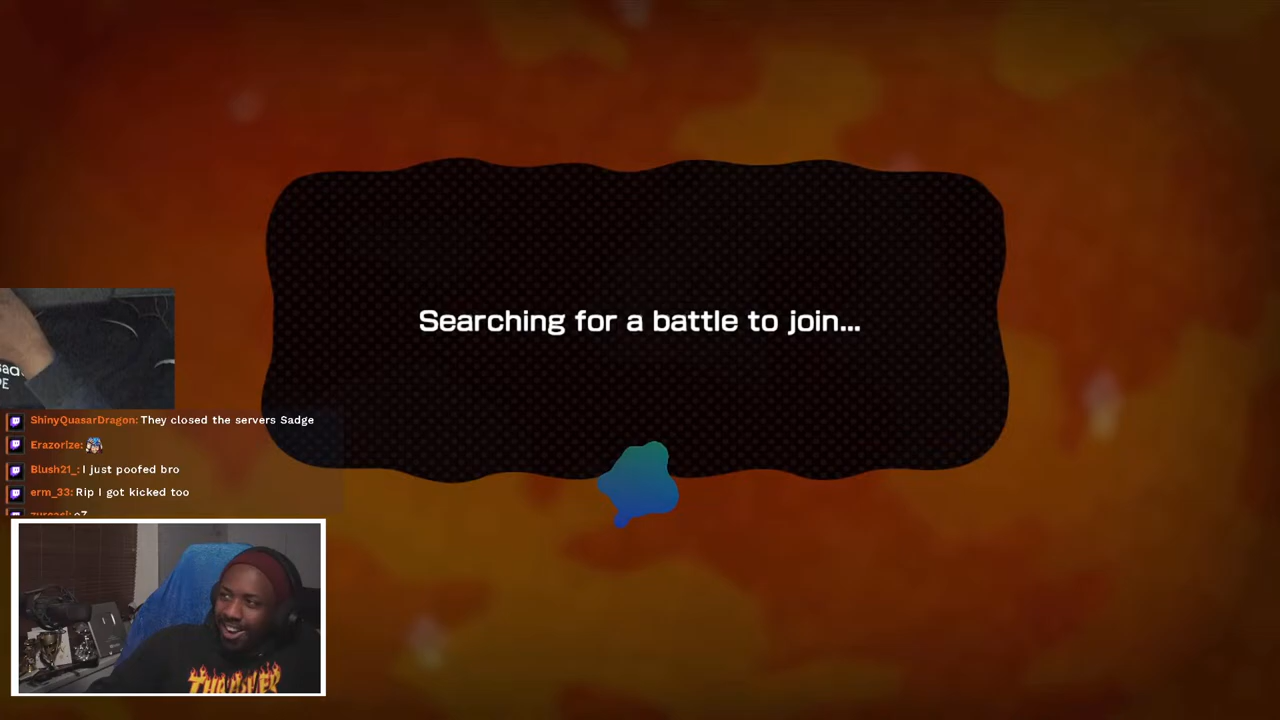 Searching for a battle to join...
ShinyQuasarDragon: They closed the servers Sadge
Erazorize:
Blush21_: I just poofed bro
erm_33: Rip I got kicked too
THRASHER